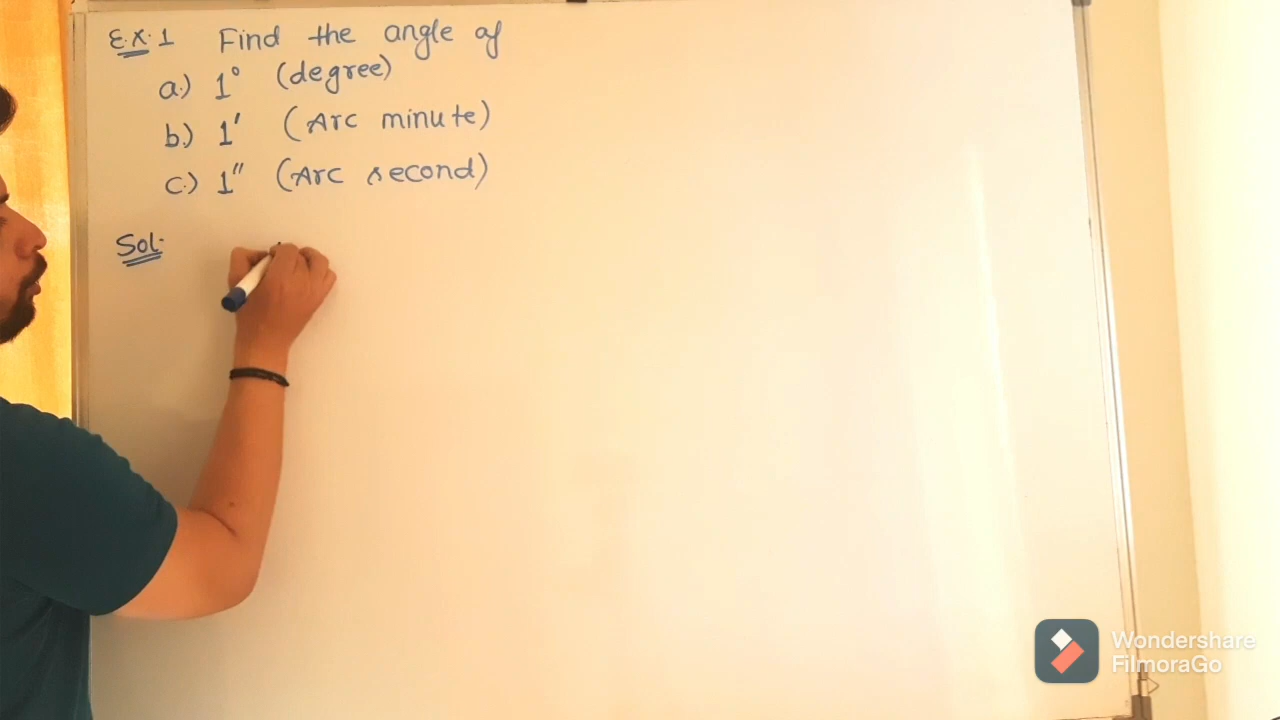 E.X. 1 Find the angle of
a.) 1° (degree)
b.) 1' (Arc minute)
c.) 1" (Arc second)
Sol.
Wondershare
FilmoraGo